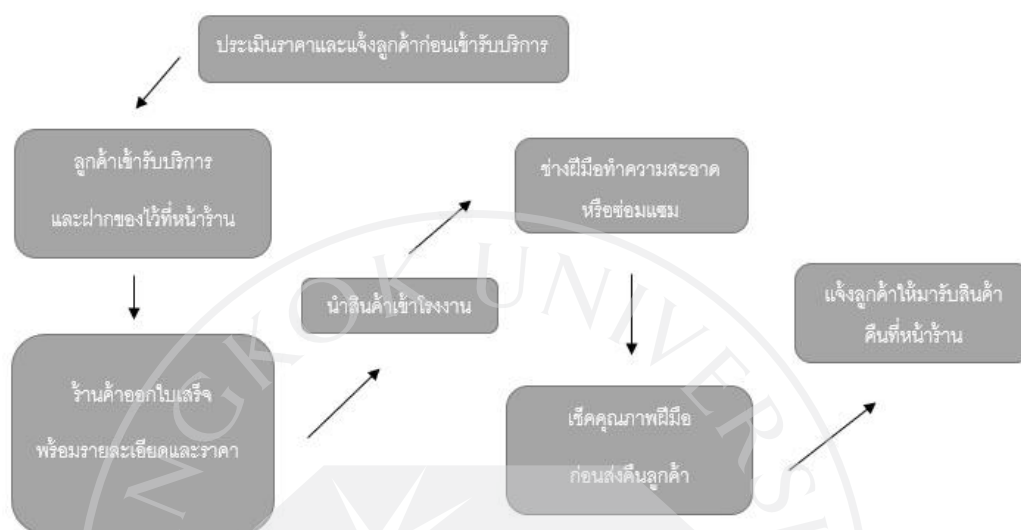 ประเมินราคาและแจ้งลูกค้าก่อนเข้ารับบริการ
ลูกค้าเข้ารับบริการ
และฝากของไว้ที่หน้าร้าน
ร้านค้าออกใบเสร็จ
พร้อมรายละเอียดและราคา
นำสินค้าเข้าโรงงาน
ช่างฝีมือทำความสะอาด
หรือซ่อมแซม
เช็คคุณภาพฝีมือ
ก่อนส่งคืนลูกค้า
แจ้งลูกค้าให้มารับสินค้า
คืนที่หน้าร้าน
NGKOK UNIVERSI